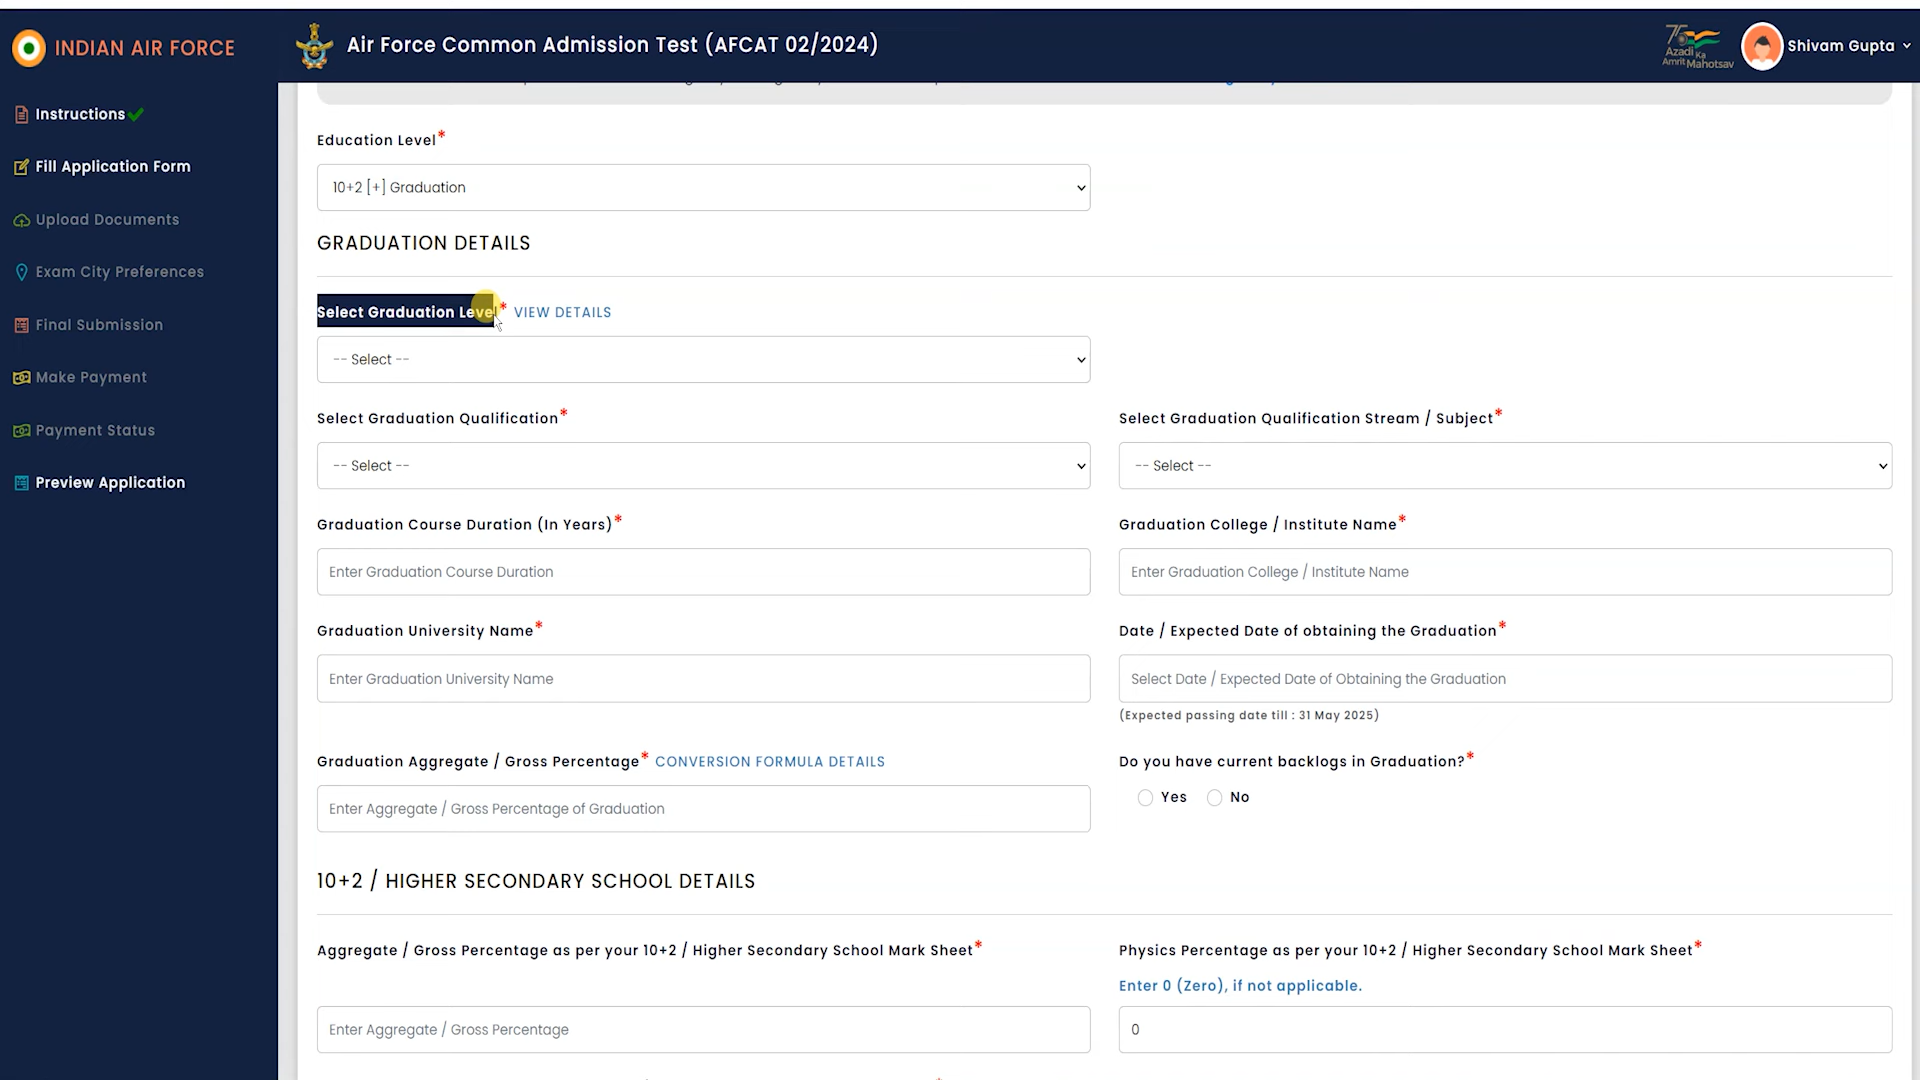 INDIAN AIR FORCE
Air Force Common Admission Test (AFCAT 02/2024)
75
Azadi Ka
Amrit Mahotsav
Shivam Gupta
Instructions
Fill Application Form
Upload Documents
Exam City Preferences
Final Submission
Make Payment
Payment Status
Preview Application
Education Level*
10+2 [+] Graduation
GRADUATION DETAILS
Select Graduation Level* VIEW DETAILS
-- Select --
Select Graduation Qualification*
Select Graduation Qualification Stream / Subject*
-- Select --
-- Select --
Graduation Course Duration (In Years)*
Graduation College / Institute Name*
Enter Graduation Course Duration
Enter Graduation College / Institute Name
Graduation University Name*
Date / Expected Date of obtaining the Graduation*
Enter Graduation University Name
Select Date / Expected Date of Obtaining the Graduation
(Expected passing date till : 31 May 2025)
Graduation Aggregate / Gross Percentage* CONVERSION FORMULA DETAILS
Do you have current backlogs in Graduation?*
Enter Aggregate / Gross Percentage of Graduation
Yes No
10+2 / HIGHER SECONDARY SCHOOL DETAILS
Aggregate / Gross Percentage as per your 10+2 / Higher Secondary School Mark Sheet*
Physics Percentage as per your 10+2 / Higher Secondary School Mark Sheet*
Enter 0 (Zero), if not applicable.
Enter Aggregate / Gross Percentage
0